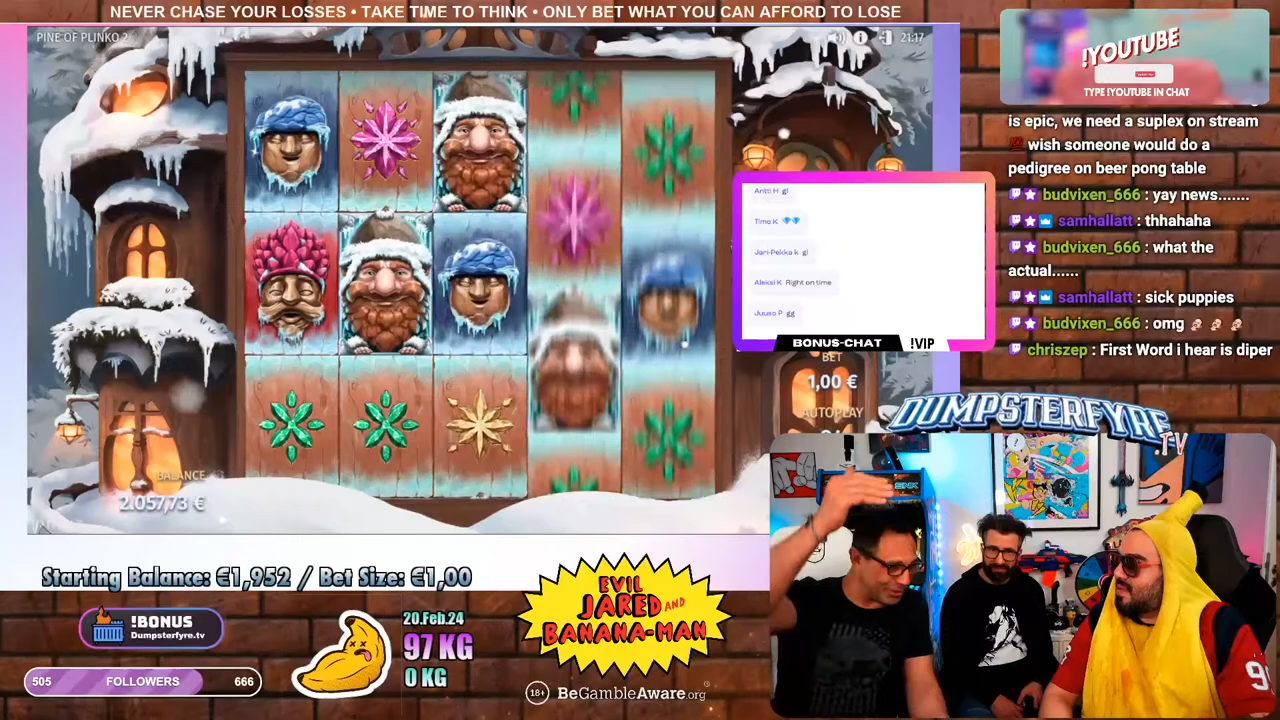 NEVER CHASE YOUR LOSSES • TAKE TIME TO THINK • ONLY BET WHAT YOU CAN AFFORD TO LOSE
PINE OF PLINKO 2
21:17
!YOUTUBE
TYPE !YOUTUBE IN CHAT
is epic, we need a suplex on stream
💯 wish someone would do a
pedigree on beer pong table
budvixen_666 : yay news.......
samhallatt : thhahaha
budvixen_666 : what the
actual......
samhallatt : sick puppies
budvixen_666 : omg
chriszep : First Word i hear is diper
Antti H gl
Timo K 💎💎
Jari-Pekka k gl
Aleksi K Right on time
Juuso P gg
BONUS-CHAT
!VIP
BET
1,00 €
AUTOPLAY
BALANCE
2.057,73 €
DUMPSTERFYRE
.TV
Starting Balance: €1,952 / Bet Size: €1,00
!BONUS
Dumpsterfyre.tv
505 FOLLOWERS 666
20.Feb.24
97 KG
0 KG
EVIL
JARED AND
BANANA-MAN
18+ BeGambleAware.org